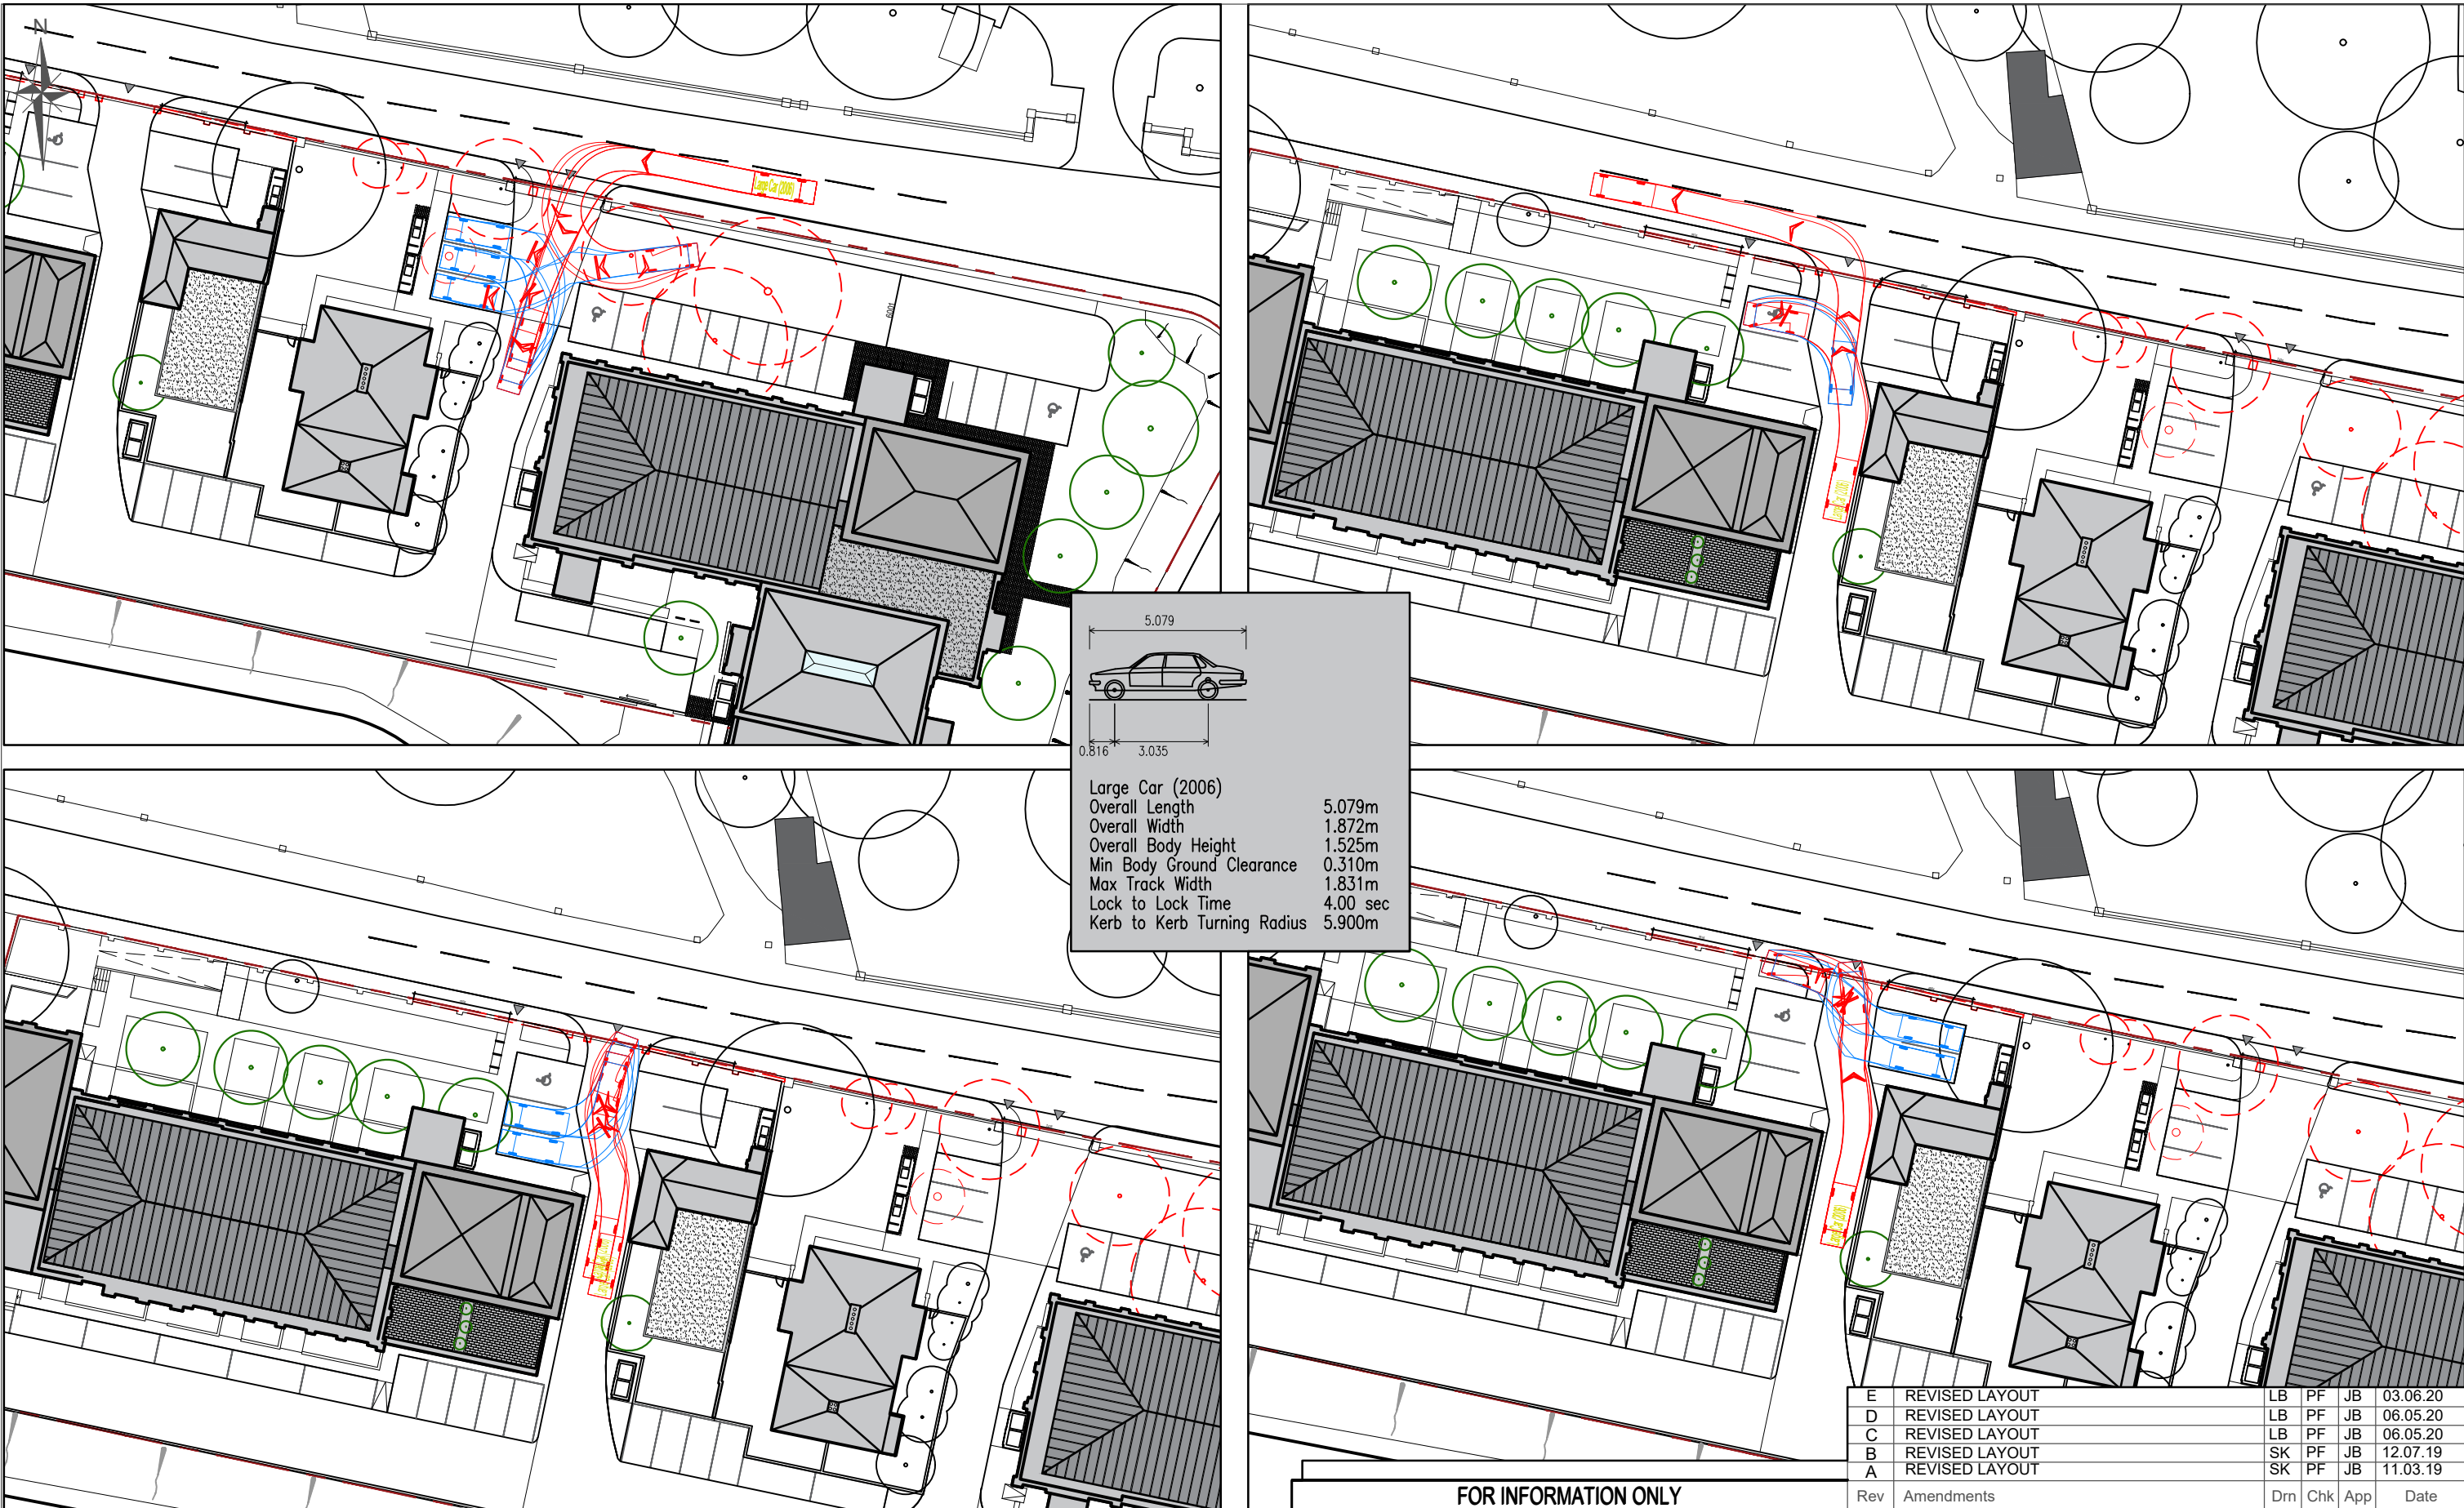 N
Large Car (2006)
6001
5.079
0.816
3.035
Large Car (2006)
Overall Length 5.079m
Overall Width 1.872m
Overall Body Height 1.525m
Min Body Ground Clearance 0.310m
Max Track Width 1.831m
Lock to Lock Time 4.00 sec
Kerb to Kerb Turning Radius 5.900m
E REVISED LAYOUT LB PF JB 03.06.20
D REVISED LAYOUT LB PF JB 06.05.20
C REVISED LAYOUT LB PF JB 06.05.20
B REVISED LAYOUT SK PF JB 12.07.19
A REVISED LAYOUT SK PF JB 11.03.19
Rev Amendments Drn Chk App Date
FOR INFORMATION ONLY